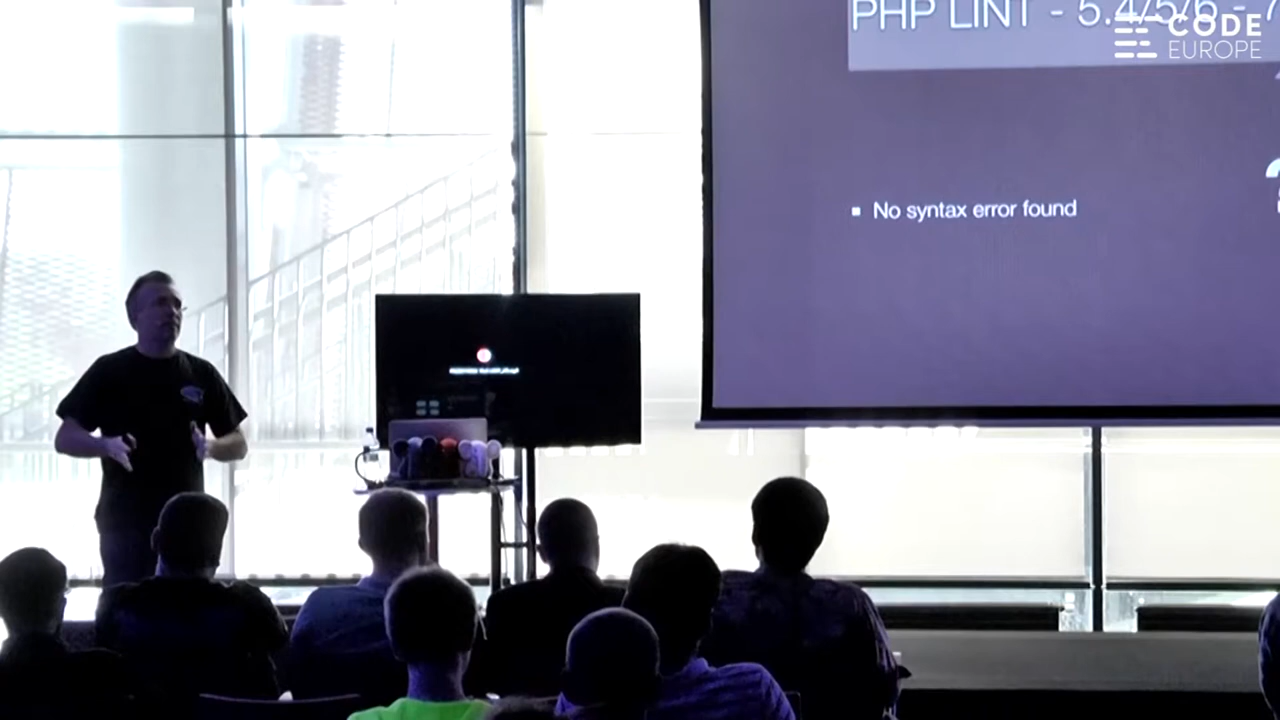 PHP LINT - 5.4/5/6 - 7
CODE
EUROPE
No syntax error found